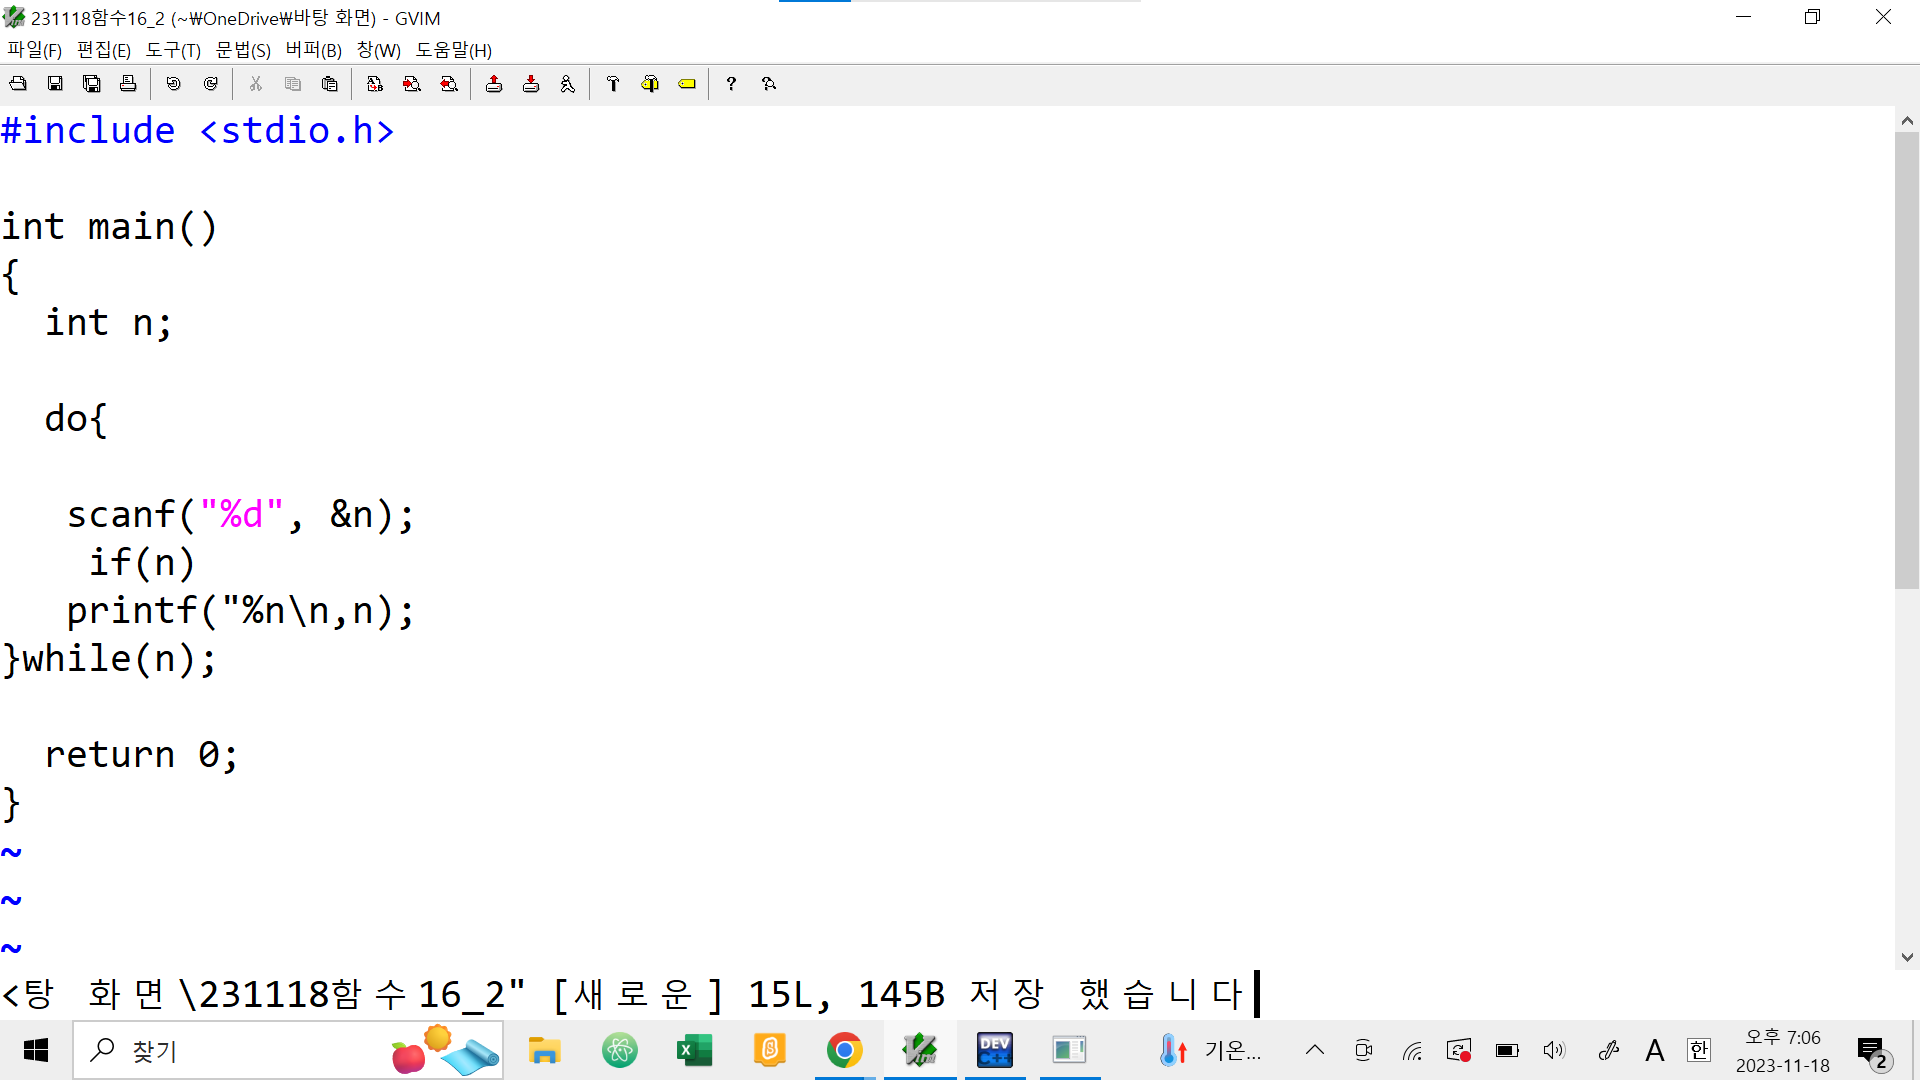 231118함수16_2 (~₩OneDrive₩바탕 화면) - GVIM
파일(F) 편집(E) 도구(T) 문법(S) 버퍼(B) 창(W) 도움말(H)
#include <stdio.h>
int main()
{
  int n;
  do{
   scanf("%d", &n);
    if(n)
   printf("%n\n,n);
}while(n);
  return 0;
}
~
~
~
<탕 화면\231118함수16_2" [새로운] 15L, 145B 저장 했습니다
찾기
DEV C++
기온...
A
한
오후 7:06
2023-11-18
2